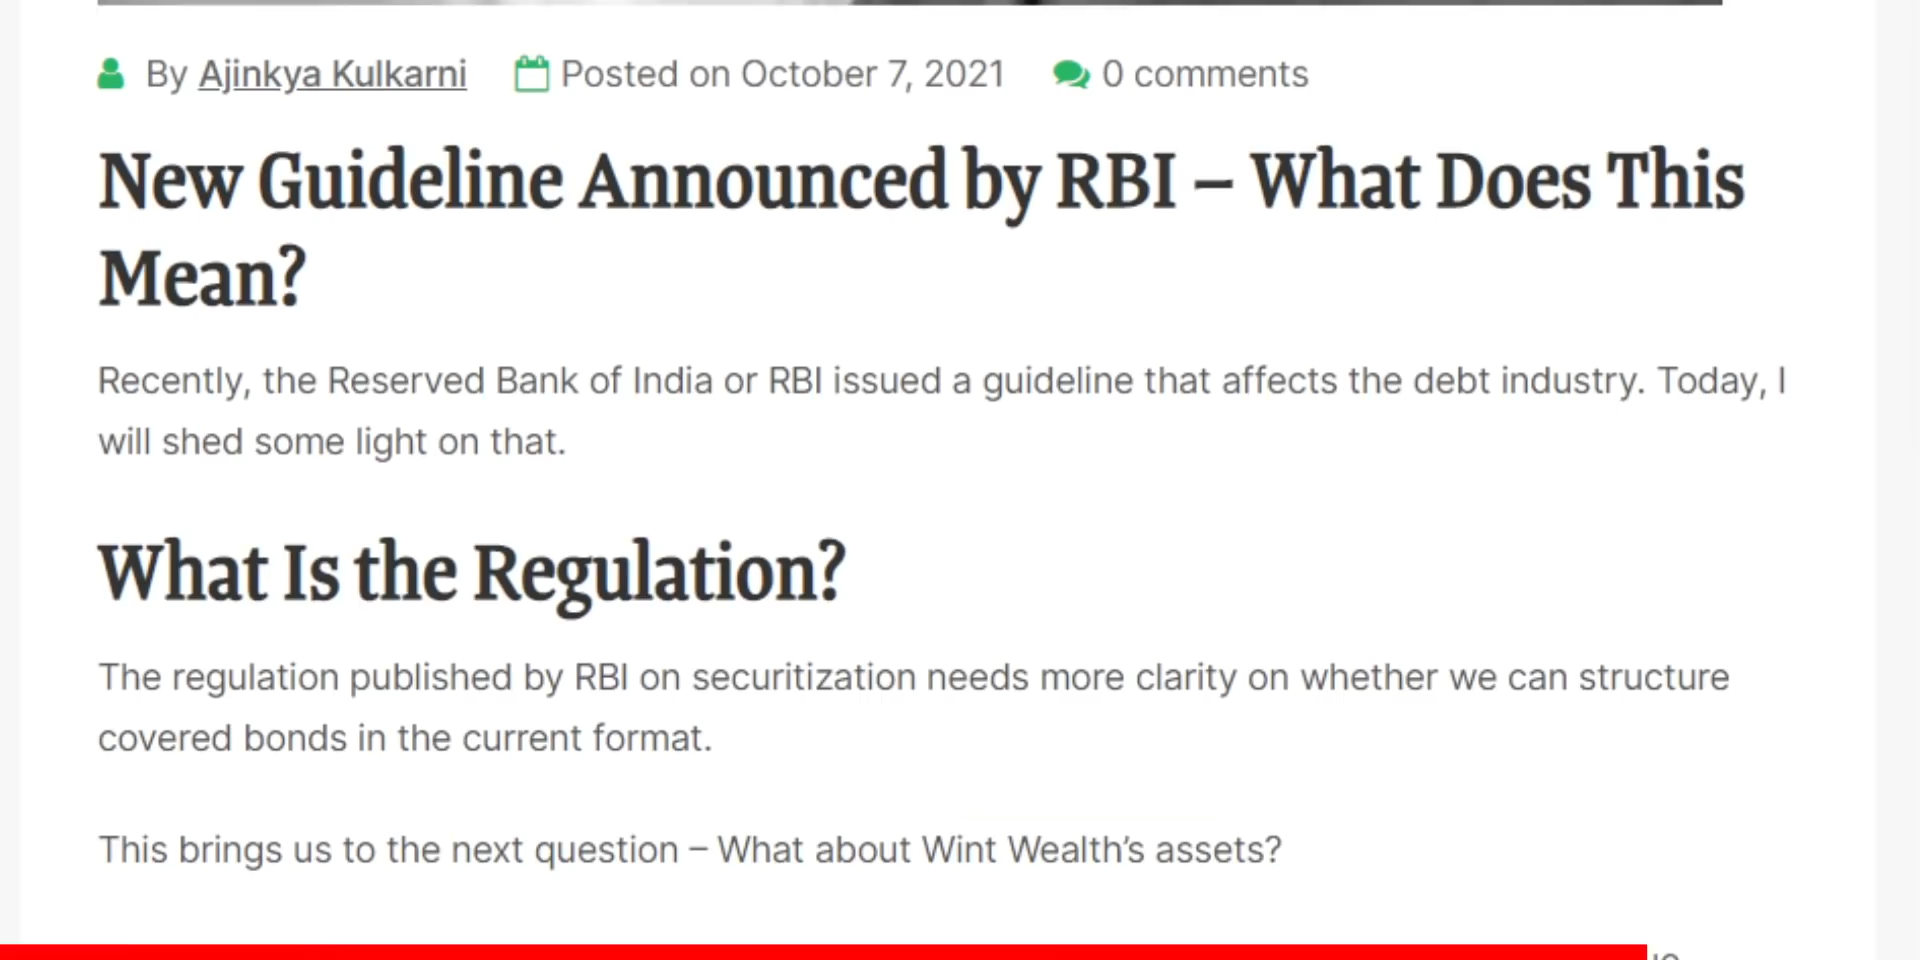 By Ajinkya Kulkarni Posted on October 7, 2021 0 comments
New Guideline Announced by RBI – What Does This
Mean?
Recently, the Reserved Bank of India or RBI issued a guideline that affects the debt industry. Today, I
will shed some light on that.
What Is the Regulation?
The regulation published by RBI on securitization needs more clarity on whether we can structure
covered bonds in the current format.
This brings us to the next question – What about Wint Wealth’s assets?